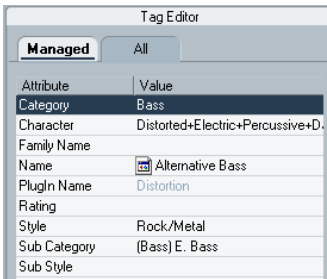 Tag Editor
Managed All
Attribute Value
Category Bass
Character Distorted+Electric+Percussive+D
Family Name
Name Alternative Bass
PlugIn Name Distortion
Rating
Style Rock/Metal
Sub Category (Bass) E. Bass
Sub Style